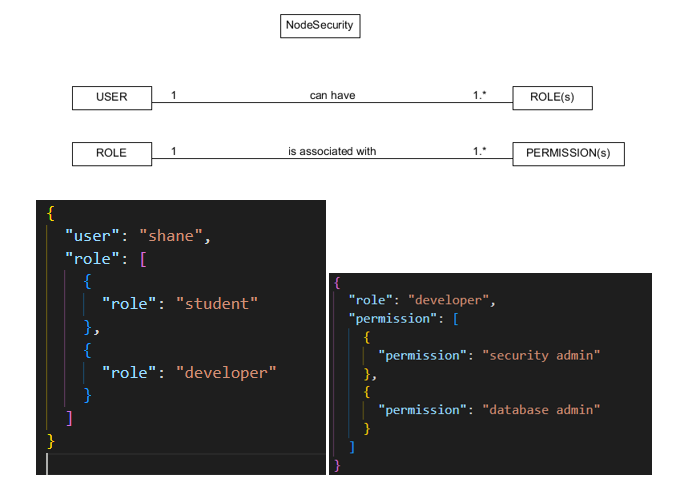 NodeSecurity
USER 1 can have 1.* ROLE(s)
ROLE 1 is associated with 1.* PERMISSION(s)
{
"user": "shane",
"role": [
{
"role": "student"
},
{
"role": "developer"
}
]
}
{
"role": "developer",
"permission": [
{
"permission": "security admin"
},
{
"permission": "database admin"
}
]
}